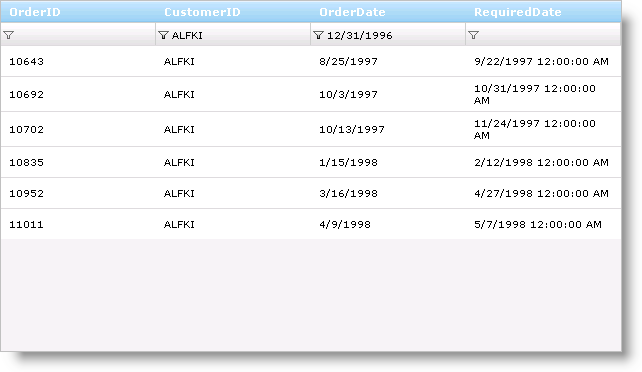 OrderID CustomerID OrderDate RequiredDate
ALFKI 12/31/1996
10643 ALFKI 8/25/1997 9/22/1997 12:00:00 AM
10692 ALFKI 10/3/1997 10/31/1997 12:00:00
AM
10702 ALFKI 10/13/1997 11/24/1997 12:00:00
AM
10835 ALFKI 1/15/1998 2/12/1998 12:00:00 AM
10952 ALFKI 3/16/1998 4/27/1998 12:00:00 AM
11011 ALFKI 4/9/1998 5/7/1998 12:00:00 AM